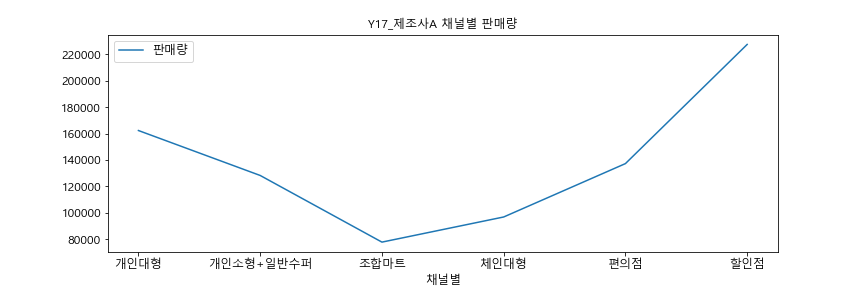 Y17_제조사A 채널별 판매량
판매량
220000
200000
180000
160000
140000
120000
100000
80000
개인대형 개인소형+일반수퍼 조합마트 체인대형 편의점 할인점
채널별